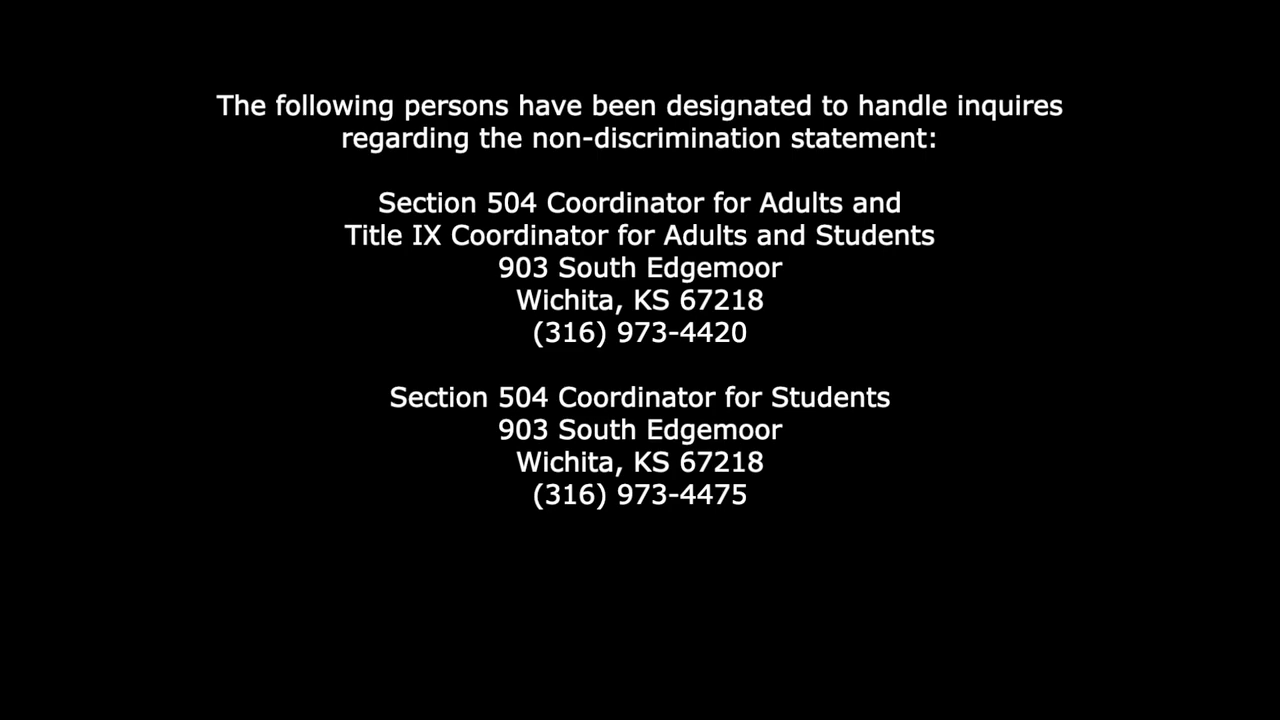 The following persons have been designated to handle inquires
regarding the non-discrimination statement:
Section 504 Coordinator for Adults and
Title IX Coordinator for Adults and Students
903 South Edgemoor
Wichita, KS 67218
(316) 973-4420
Section 504 Coordinator for Students
903 South Edgemoor
Wichita, KS 67218
(316) 973-4475